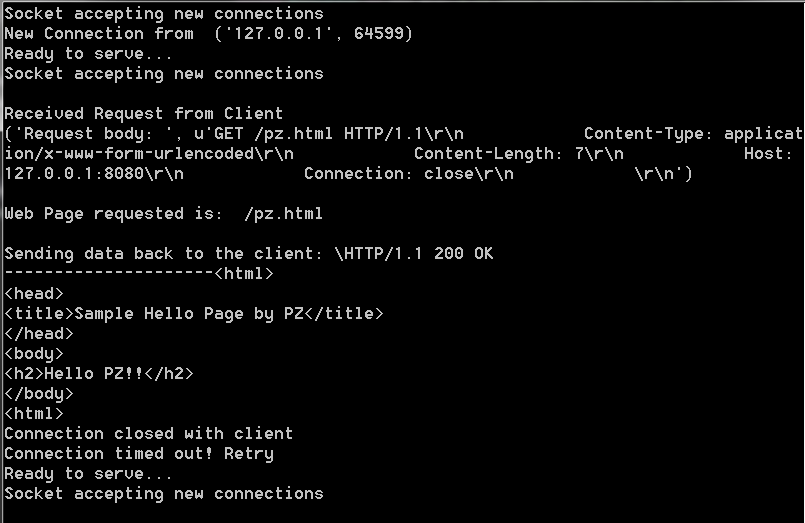 Socket accepting new connections
New Connection from  ('127.0.0.1', 64599)
Ready to serve...
Socket accepting new connections
Received Request from Client
('Request body: ', u'GET /pz.html HTTP/1.1\r\n            Content-Type: applicat
ion/x-www-form-urlencoded\r\n            Content-Length: 7\r\n            Host:
127.0.0.1:8080\r\n            Connection: close\r\n            \r\n')
Web Page requested is:  /pz.html
Sending data back to the client: \HTTP/1.1 200 OK
---------------------<html>
<head>
<title>Sample Hello Page by PZ</title>
</head>
<body>
<h2>Hello PZ!!</h2>
</body>
<html>
Connection closed with client
Connection timed out! Retry
Ready to serve...
Socket accepting new connections